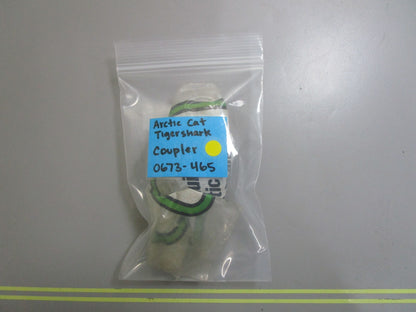 Arctic Cat
Tigershark
Coupler
0673-465